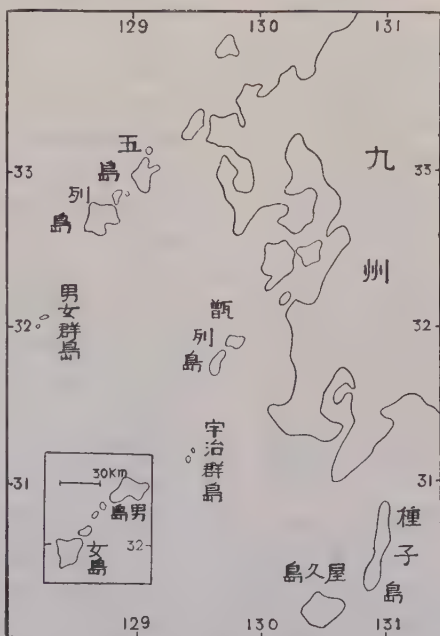 129 130 131
五島列島
九州
33 33
男女群島
甑列島
32 32
宇治群島
31 31
30Km
島男
32
女島
種子島
島久屋
129 130 131